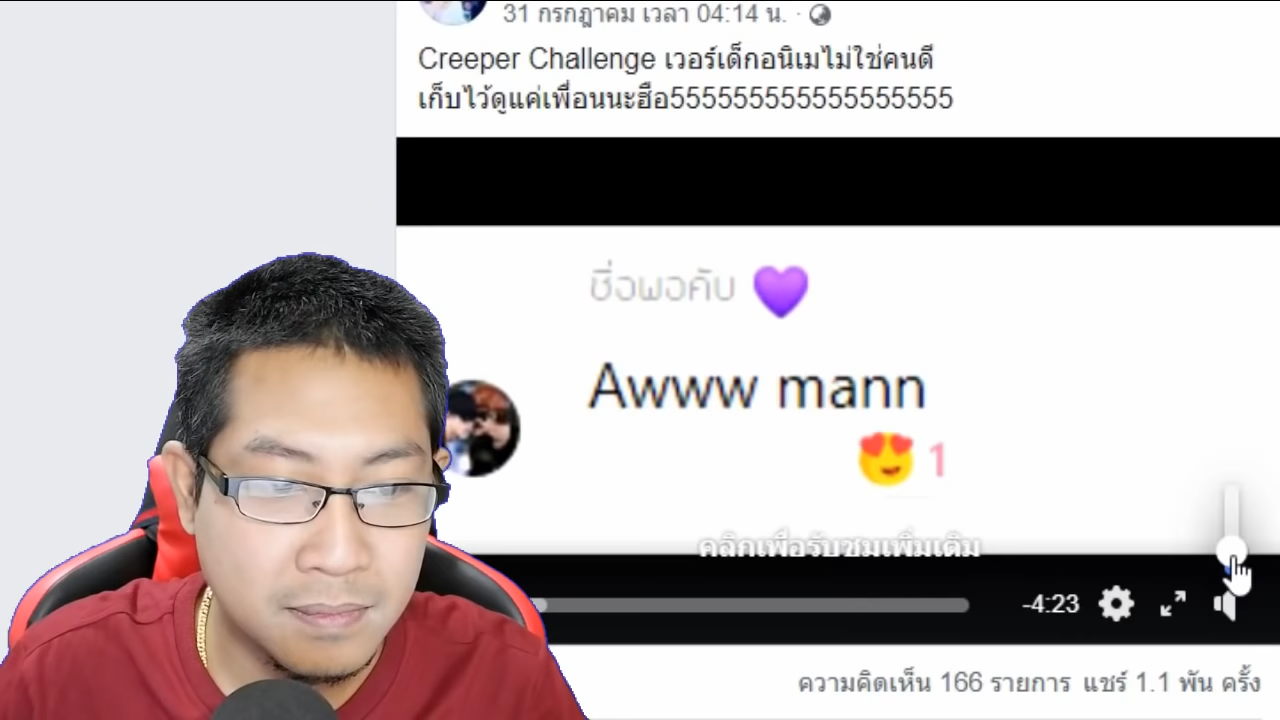 31 กรกฎาคม เวลา 04:14 น. ·
Creeper Challenge เวอร์เด็กอนิเมไม่ใช่คนดี
เก็บไว้ดูแค่เพื่อนนะฮือ555555555555555555
ชื่อพอคับ 💜
Awww mann
😍 1
คลิกเพื่อรับชมเพิ่มเติม
-4:23
ความคิดเห็น 166 รายการ แชร์ 1.1 พัน ครั้ง